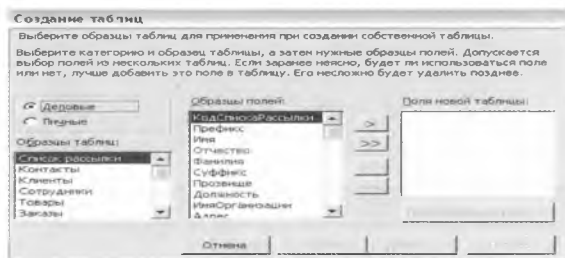 Создание таблиц
Выберите образцы таблиц для применения при создании собственной таблицы.
Выберите категорию и образец таблицы, а затем нужные образцы полей. Допускается
выбор полей из нескольких таблиц. Если заранее неясно, будет ли использоваться поле
или нет, лучше добавить это поле в таблицу. Его несложно будет удалить позднее.
Деловые
Личные
Образцы таблиц:
Список рассылки
Контакты
Клиенты
Сотрудники
Товары
Заказы
Образцы полей:
КодСпискаРассылки
Префикс
Имя
Отчество
Фамилия
Суффикс
Прозвище
Должность
ИмяОрганизации
Адрес
>
>>
Поля новой таблицы:
Отмена